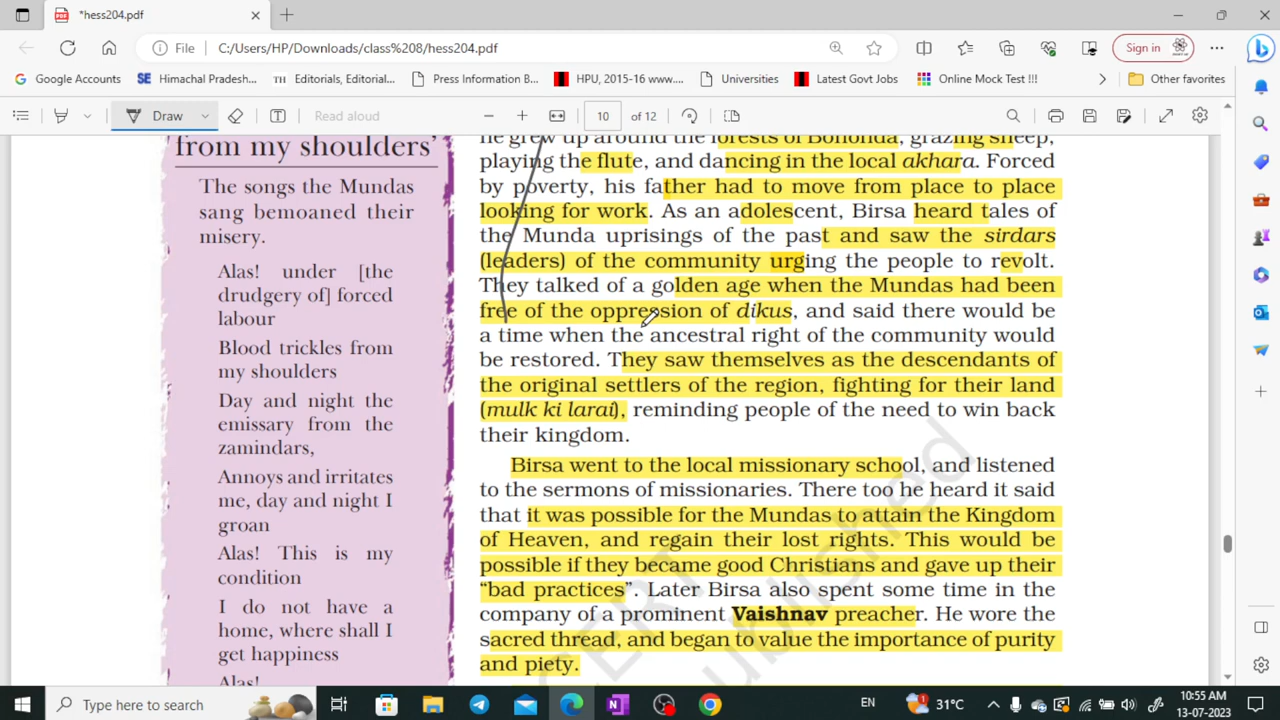 *hess204.pdf
File
C:/Users/HP/Downloads/class%208/hess204.pdf
Sign in
Google Accounts
SE Himachal Pradesh...
TH Editorials, Editorial...
Press Information B...
HPU, 2015-16 www....
Universities
Latest Govt Jobs
Online Mock Test !!!
Other favorites
Draw
Read aloud
10 of 12
from my shoulders’
The songs the Mundas
sang bemoaned their
misery.
Alas! under [the
drudgery of] forced
labour
Blood trickles from
my shoulders
Day and night the
emissary from the
zamindars,
Annoys and irritates
me, day and night I
groan
Alas! This is my
condition
I do not have a
home, where shall I
get happiness
Alas!
he grew up around the forests of Bohonda, grazing sheep,
playing the flute, and dancing in the local akhara. Forced
by poverty, his father had to move from place to place
looking for work. As an adolescent, Birsa heard tales of
the Munda uprisings of the past and saw the sirdars
(leaders) of the community urging the people to revolt.
They talked of a golden age when the Mundas had been
free of the oppression of dikus, and said there would be
a time when the ancestral right of the community would
be restored. They saw themselves as the descendants of
the original settlers of the region, fighting for their land
(mulk ki larai), reminding people of the need to win back
their kingdom.
Birsa went to the local missionary school, and listened
to the sermons of missionaries. There too he heard it said
that it was possible for the Mundas to attain the Kingdom
of Heaven, and regain their lost rights. This would be
possible if they became good Christians and gave up their
“bad practices”. Later Birsa also spent some time in the
company of a prominent Vaishnav preacher. He wore the
sacred thread, and began to value the importance of purity
and piety.
Type here to search
EN
31°C
10:55 AM
13-07-2023